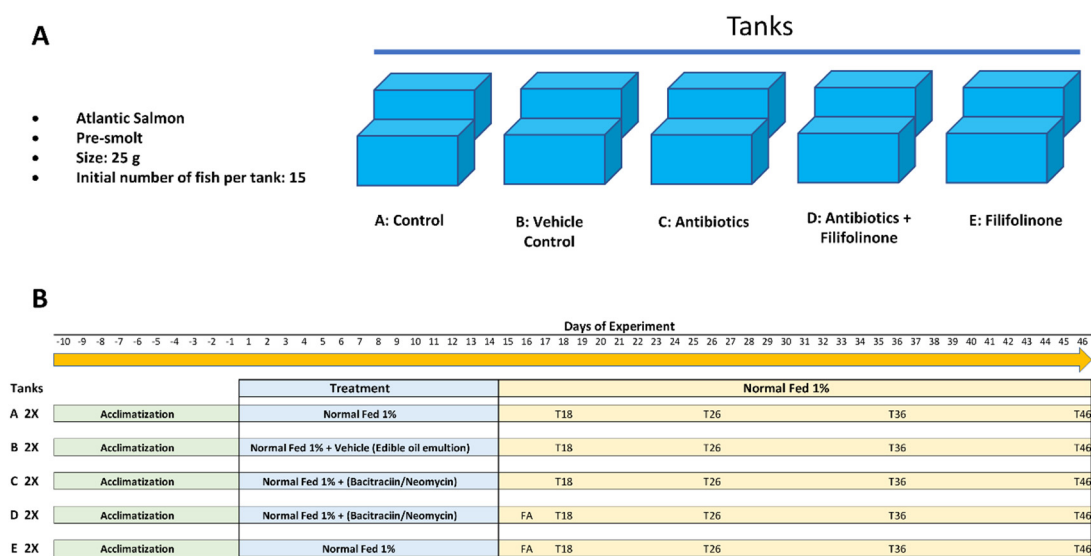 A
Tanks
• Atlantic Salmon
• Pre-smolt
• Size: 25 g
• Initial number of fish per tank: 15
A: Control
B: Vehicle
Control
C: Antibiotics
D: Antibiotics +
Filifolinone
E: Filifolinone
B
Days of Experiment
-10 -9 -8 -7 -6 -5 -4 -3 -2 -1 1 2 3 4 5 6 7 8 9 10 11 12 13 14 15 16 17 18 19 20 21 22 23 24 25 26 27 28 29 30 31 32 33 34 35 36 37 38 39 40 41 42 43 44 45 46
Tanks Treatment Normal Fed 1%
A 2X Acclimatization Normal Fed 1% T18 T26 T36 T46
B 2X Acclimatization Normal Fed 1% + Vehicle (Edible oil emultion) T18 T26 T36 T46
C 2X Acclimatization Normal Fed 1% + (Bacitraciin/Neomycin) T18 T26 T36 T46
D 2X Acclimatization Normal Fed 1% + (Bacitraciin/Neomycin) FA T18 T26 T36 T46
E 2X Acclimatization Normal Fed 1% FA T18 T26 T36 T46